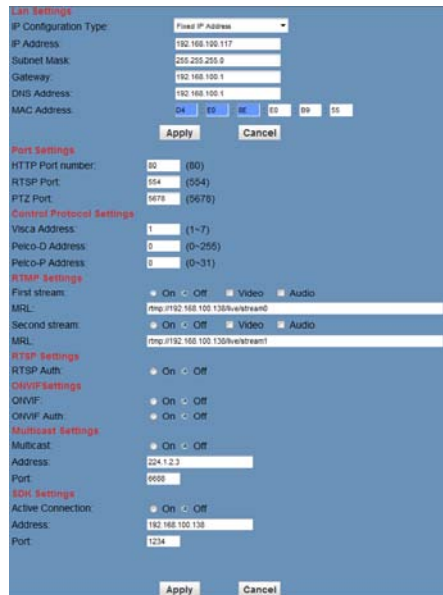 Lan Settings
IP Configuration Type: Fixed IP Address
IP Address: 192.168.100.117
Subnet Mask: 255.255.255.0
Gateway: 192.168.100.1
DNS Address: 192.168.100.1
MAC Address: D4 : E0 : 8E : E0 : B9 : 55
Apply Cancel
Port Settings
HTTP Port number: 80 (80)
RTSP Port: 554 (554)
PTZ Port: 5678 (5678)
Control Protocol Settings
Visca Address: 1 (1~7)
Pelco-D Address: 0 (0~255)
Pelco-P Address: 0 (0~31)
RTMP Settings
First stream: On Off Video Audio
MRL: rtmp://192.168.100.138/live/stream0
Second stream: On Off Video Audio
MRL: rtmp://192.168.100.138/live/stream1
RTSP Settings
RTSP Auth: On Off
ONVIFSettings
ONVIF: On Off
ONVIF Auth: On Off
Multicast Settings
Multicast: On Off
Address: 224.1.2.3
Port: 6688
SDK Settings
Active Connection: On Off
Address: 192.168.100.138
Port: 1234
Apply Cancel